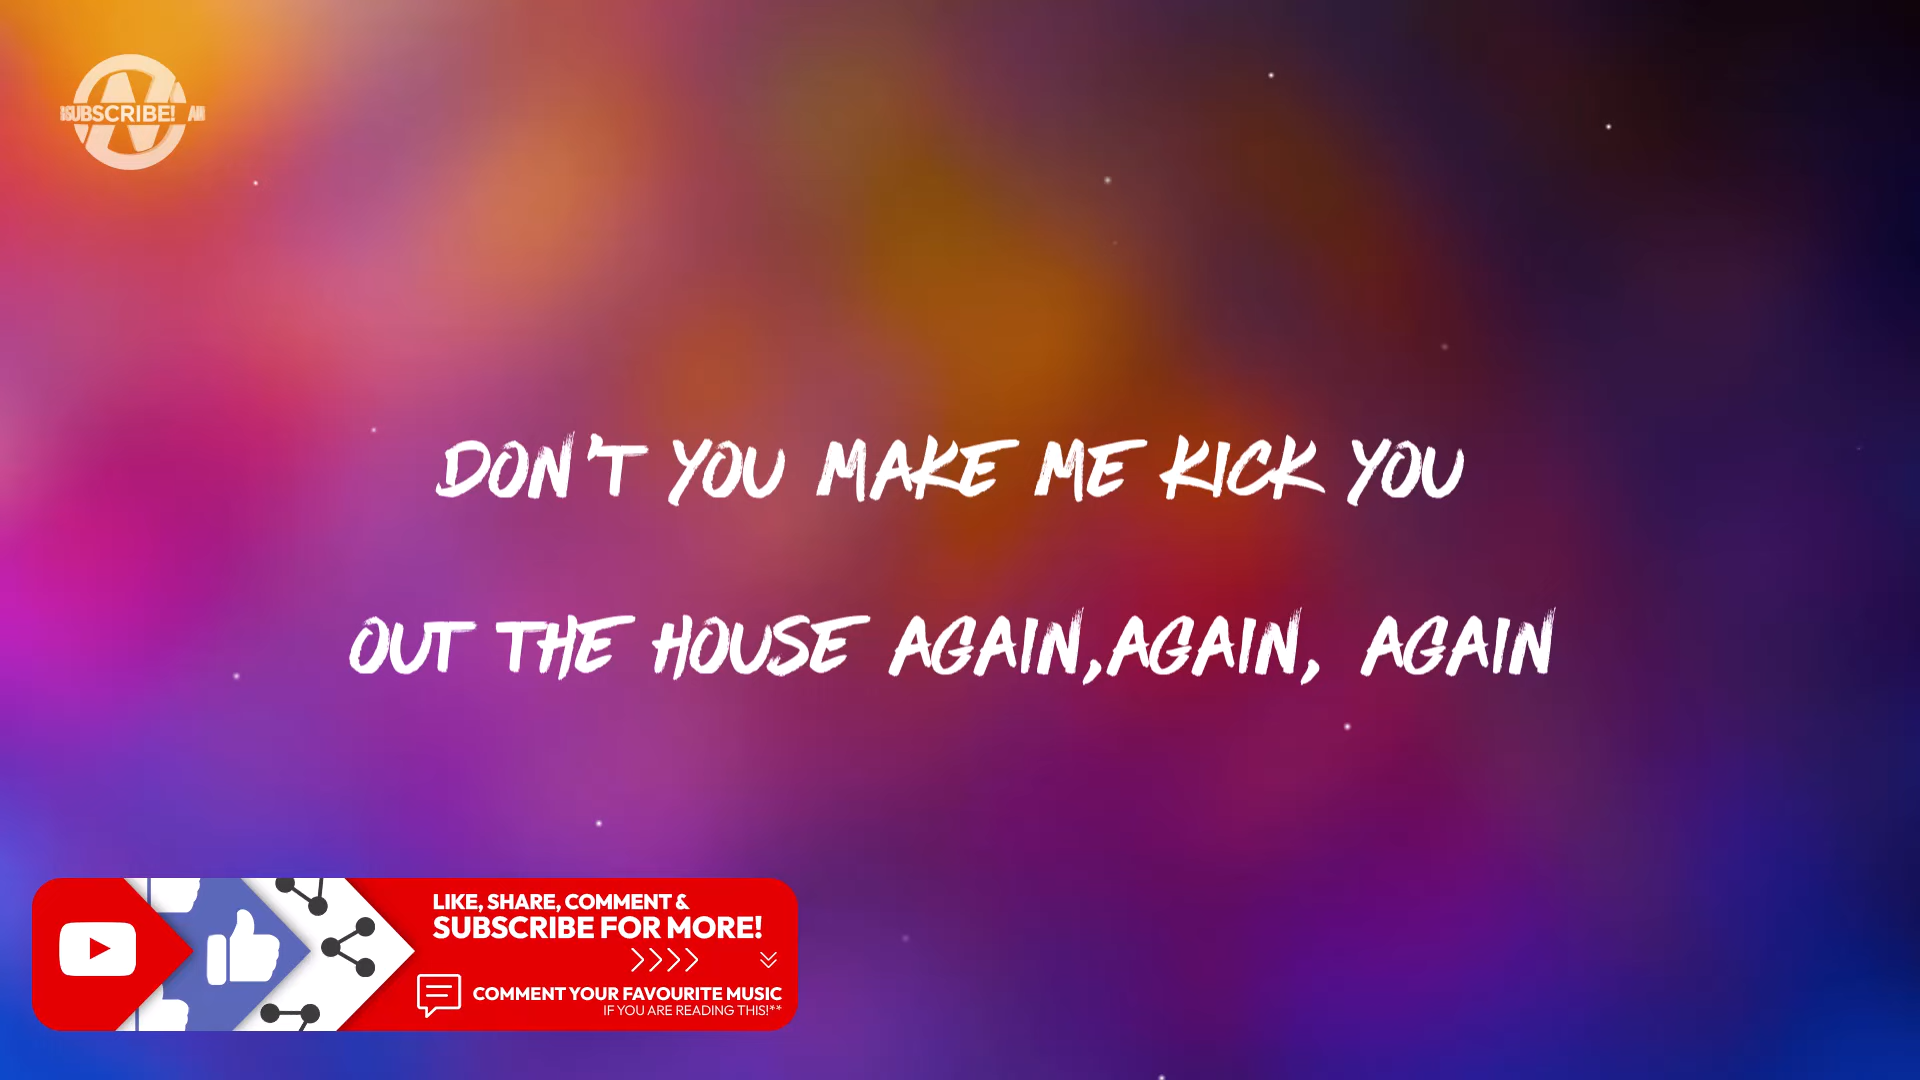 SUBSCRIBE!
DON'T YOU MAKE ME KICK YOU
OUT THE HOUSE AGAIN,AGAIN, AGAIN
LIKE, SHARE, COMMENT &
SUBSCRIBE FOR MORE!
COMMENT YOUR FAVOURITE MUSIC
IF YOU ARE READING THIS!**